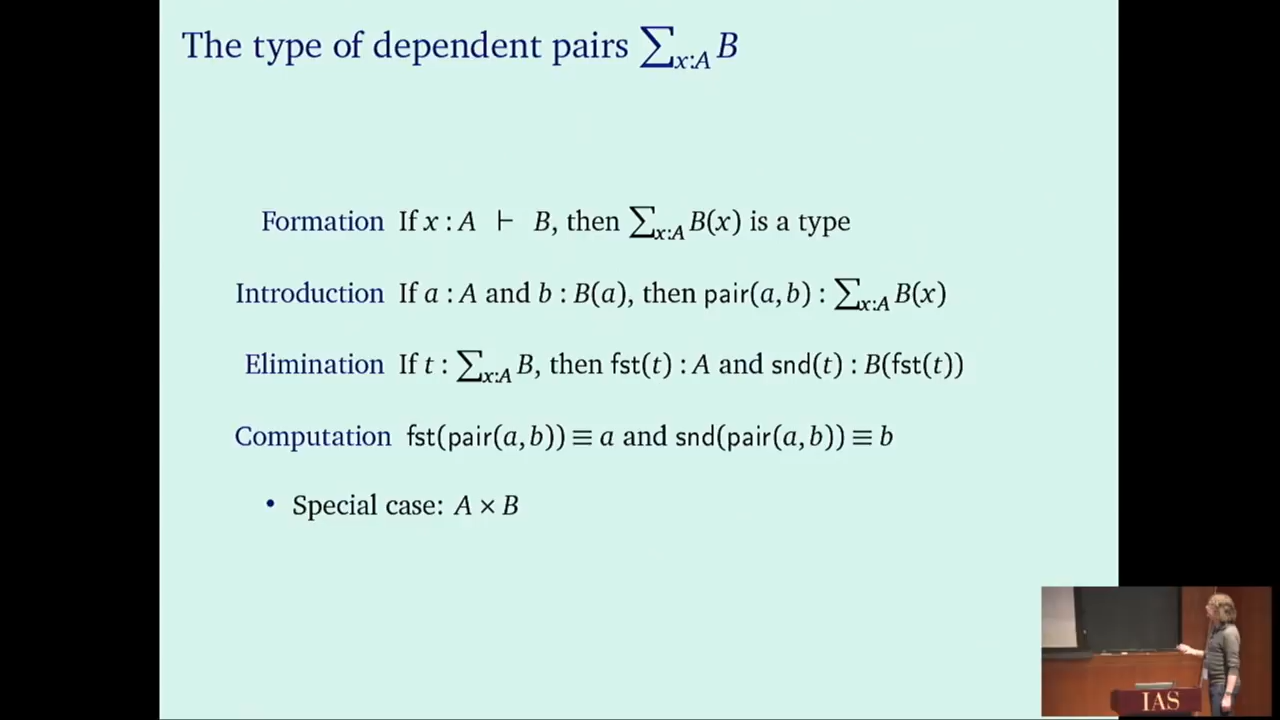 The type of dependent pairs ∑ₓ:A B
Formation If x : A ⊢ B, then ∑ₓ:A B(x) is a type
Introduction If a : A and b : B(a), then pair(a, b) : ∑ₓ:A B(x)
Elimination If t : ∑ₓ:A B, then fst(t) : A and snd(t) : B(fst(t))
Computation fst(pair(a, b)) ≡ a and snd(pair(a, b)) ≡ b
• Special case: A × B
IAS